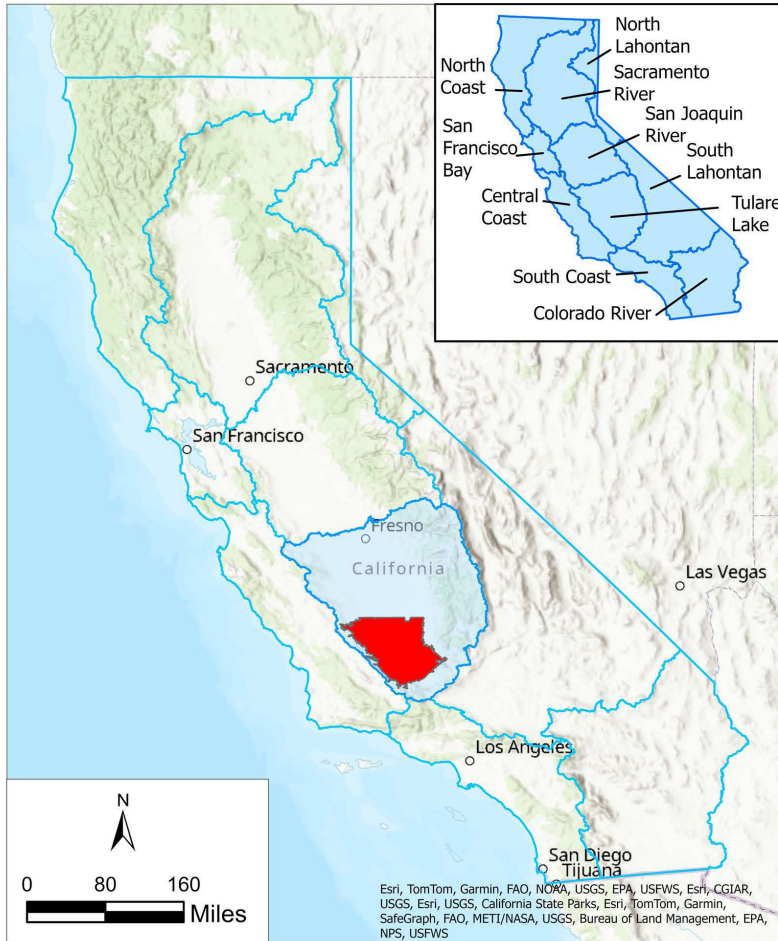 North
Lahontan
North
Coast
Sacramento
River
San Joaquin
River
San
Francisco
Bay
South
Lahontan
Central
Coast
Tulare
Lake
South Coast
Colorado River
Sacramento
San Francisco
Fresno
California
Las Vegas
Los Angeles
San Diego
Tijuana
N
0 80 160
Miles
Esri, TomTom, Garmin, FAO, NOAA, USGS, EPA, USFWS, Esri, CGIAR,
USGS, Esri, USGS, California State Parks, Esri, TomTom, Garmin,
SafeGraph, FAO, METI/NASA, USGS, Bureau of Land Management, EPA,
NPS, USFWS